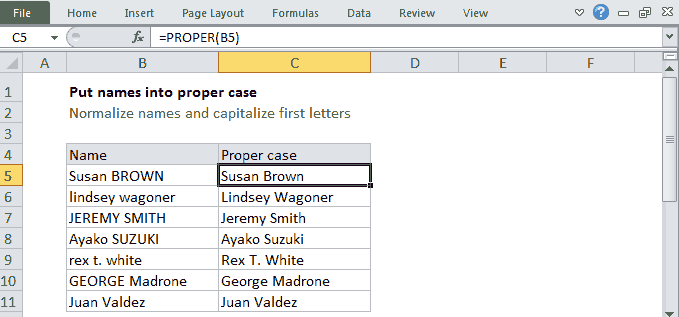 File Home Insert Page Layout Formulas Data Review View ?
C5 fx =PROPER(B5)
A B C D E F
1 Put names into proper case
2 Normalize names and capitalize first letters
3
4 Name Proper case
5 Susan BROWN Susan Brown
6 lindsey wagoner Lindsey Wagoner
7 JEREMY SMITH Jeremy Smith
8 Ayako SUZUKI Ayako Suzuki
9 rex t. white Rex T. White
10 GEORGE Madrone George Madrone
11 Juan Valdez Juan Valdez